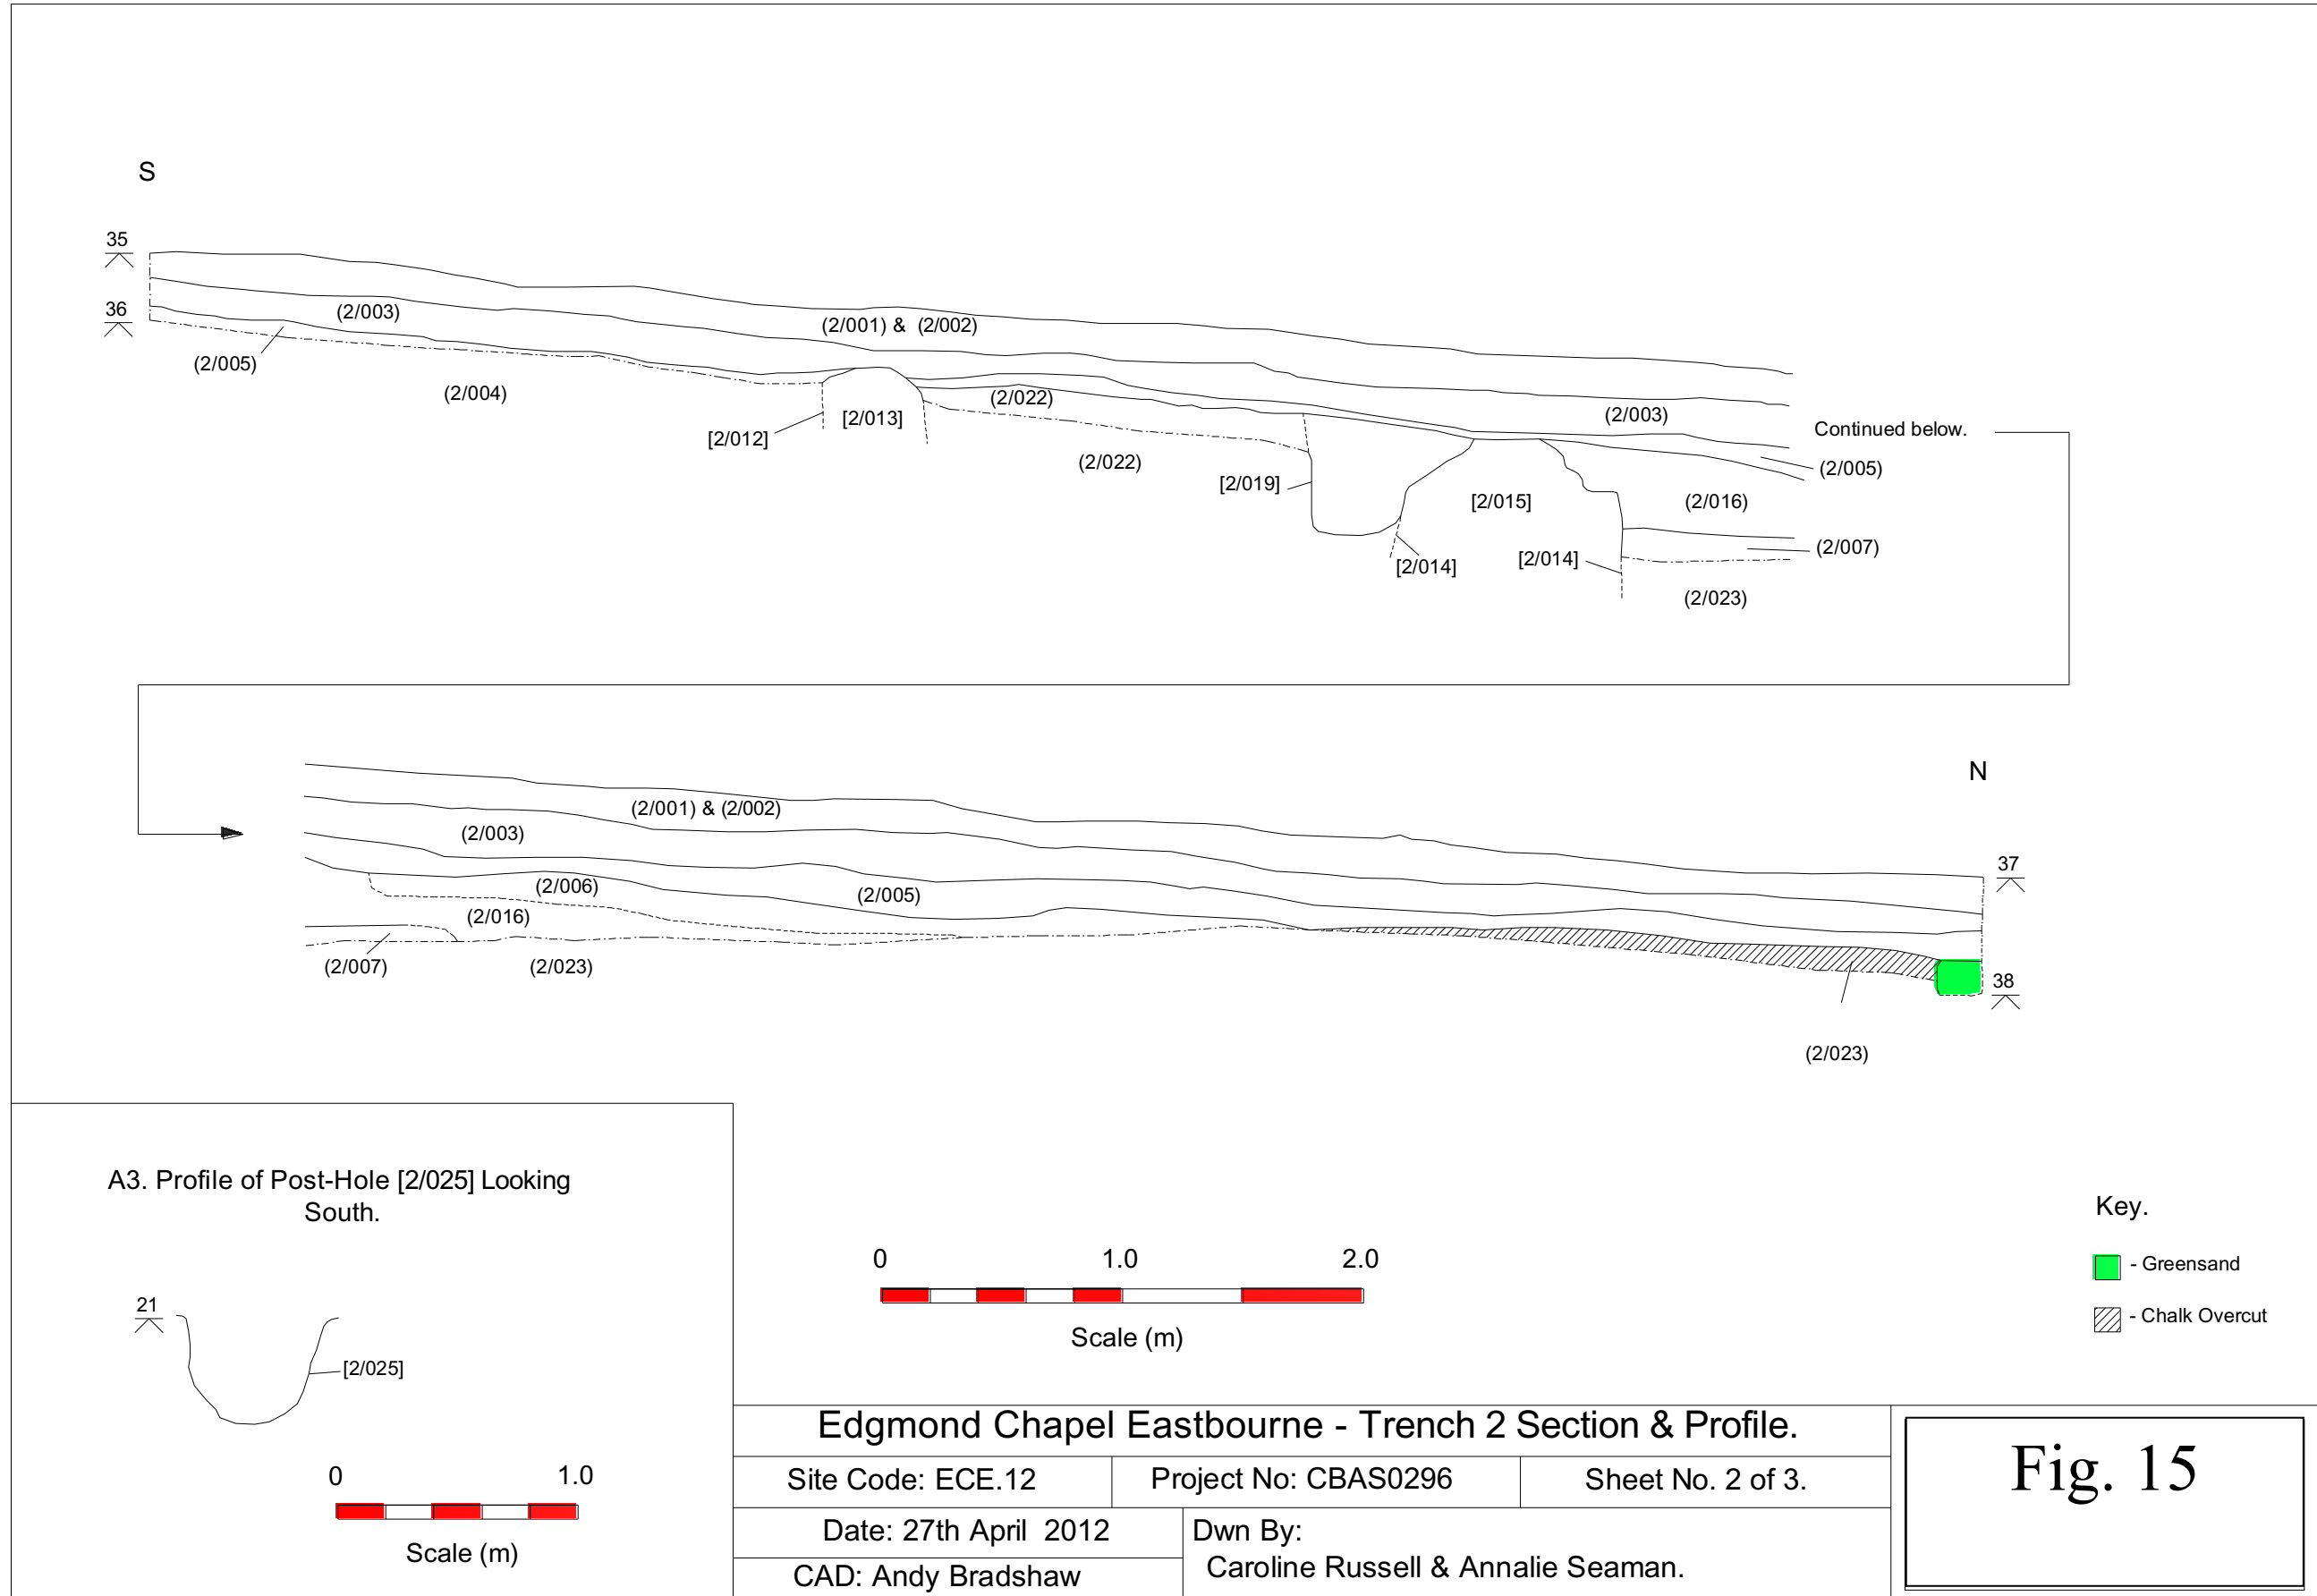 S
35
36
(2/003)
(2/001) & (2/002)
(2/005)
(2/004)
[2/012]
[2/013]
(2/022)
(2/022)
(2/003)
Continued below.
(2/005)
[2/019]
[2/015]
(2/016)
[2/014]
[2/014]
(2/007)
(2/023)
N
(2/001) & (2/002)
(2/003)
(2/006)
(2/005)
(2/016)
(2/007)
(2/023)
37
38
(2/023)
A3. Profile of Post-Hole [2/025] Looking
South.
21
[2/025]
0 1.0
Scale (m)
0 1.0 2.0
Scale (m)
Key.
- Greensand
- Chalk Overcut
Edgmond Chapel Eastbourne - Trench 2 Section & Profile.
Site Code: ECE.12
Project No: CBAS0296
Sheet No. 2 of 3.
Date: 27th April 2012
CAD: Andy Bradshaw
Dwn By:
Caroline Russell & Annalie Seaman.
Fig. 15